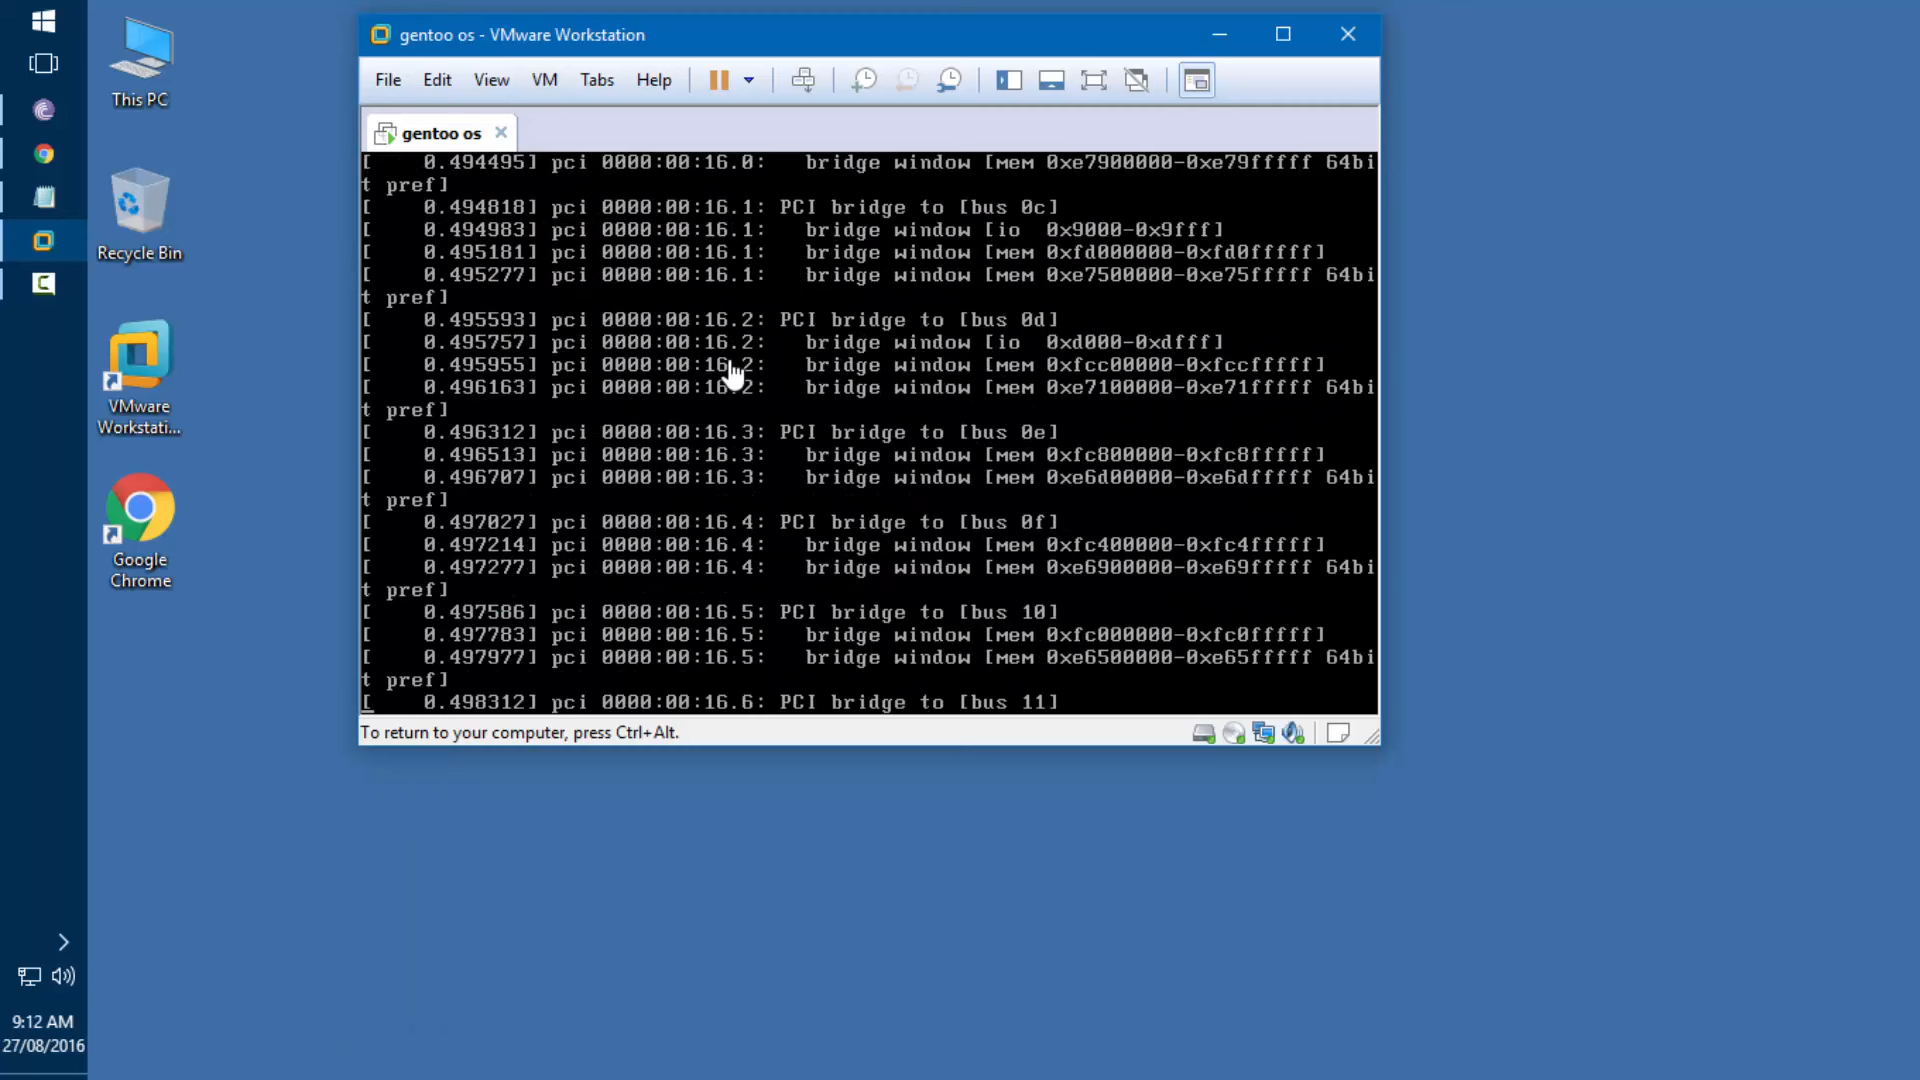 gentoo os - VMware Workstation
File Edit View VM Tabs Help
gentoo os
[    0.494495] pci 0000:00:16.0:   bridge window [mem 0xe7900000-0xe79fffff 64bi
t pref]
[    0.494818] pci 0000:00:16.1: PCI bridge to [bus 0c]
[    0.494983] pci 0000:00:16.1:   bridge window [io  0x9000-0x9fff]
[    0.495181] pci 0000:00:16.1:   bridge window [mem 0xfd000000-0xfd0fffff]
[    0.495277] pci 0000:00:16.1:   bridge window [mem 0xe7500000-0xe75fffff 64bi
t pref]
[    0.495593] pci 0000:00:16.2: PCI bridge to [bus 0d]
[    0.495757] pci 0000:00:16.2:   bridge window [io  0xd000-0xdfff]
[    0.495955] pci 0000:00:16.2:   bridge window [mem 0xfcc00000-0xfccfffff]
[    0.496163] pci 0000:00:16.2:   bridge window [mem 0xe7100000-0xe71fffff 64bi
t pref]
[    0.496312] pci 0000:00:16.3: PCI bridge to [bus 0e]
[    0.496513] pci 0000:00:16.3:   bridge window [mem 0xfc800000-0xfc8fffff]
[    0.496707] pci 0000:00:16.3:   bridge window [mem 0xe6d00000-0xe6dfffff 64bi
t pref]
[    0.497027] pci 0000:00:16.4: PCI bridge to [bus 0f]
[    0.497214] pci 0000:00:16.4:   bridge window [mem 0xfc400000-0xfc4fffff]
[    0.497277] pci 0000:00:16.4:   bridge window [mem 0xe6900000-0xe69fffff 64bi
t pref]
[    0.497586] pci 0000:00:16.5: PCI bridge to [bus 10]
[    0.497783] pci 0000:00:16.5:   bridge window [mem 0xfc000000-0xfc0fffff]
[    0.497977] pci 0000:00:16.5:   bridge window [mem 0xe6500000-0xe65fffff 64bi
t pref]
[    0.498312] pci 0000:00:16.6: PCI bridge to [bus 11]
To return to your computer, press Ctrl+Alt.
This PC
Recycle Bin
VMware
Workstati...
Google
Chrome
9:12 AM
27/08/2016